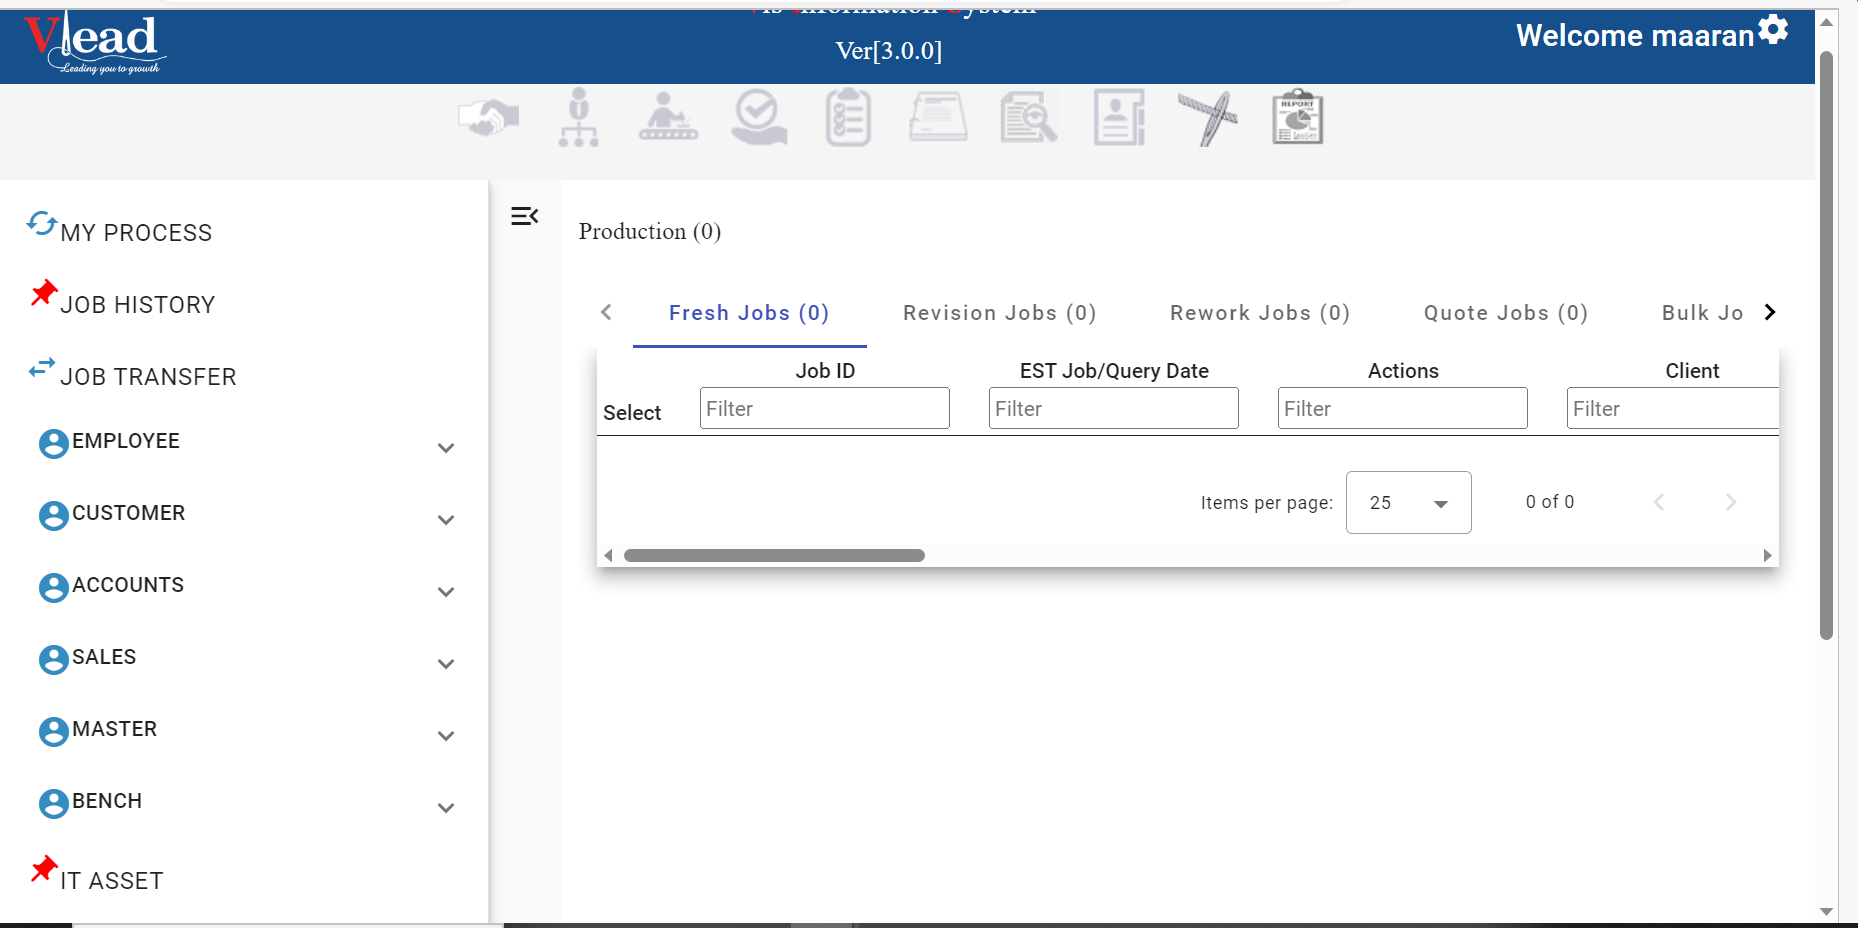 Vlead
Leading you to growth
Vis Information System
Ver[3.0.0]
Welcome maaran
REPORT
MY PROCESS
JOB HISTORY
JOB TRANSFER
EMPLOYEE
CUSTOMER
ACCOUNTS
SALES
MASTER
BENCH
IT ASSET
Production (0)
Fresh Jobs (0)
Revision Jobs (0)
Rework Jobs (0)
Quote Jobs (0)
Bulk Jo
Select
Job ID
EST Job/Query Date
Actions
Client
Filter
Filter
Filter
Filter
Items per page:
25
0 of 0